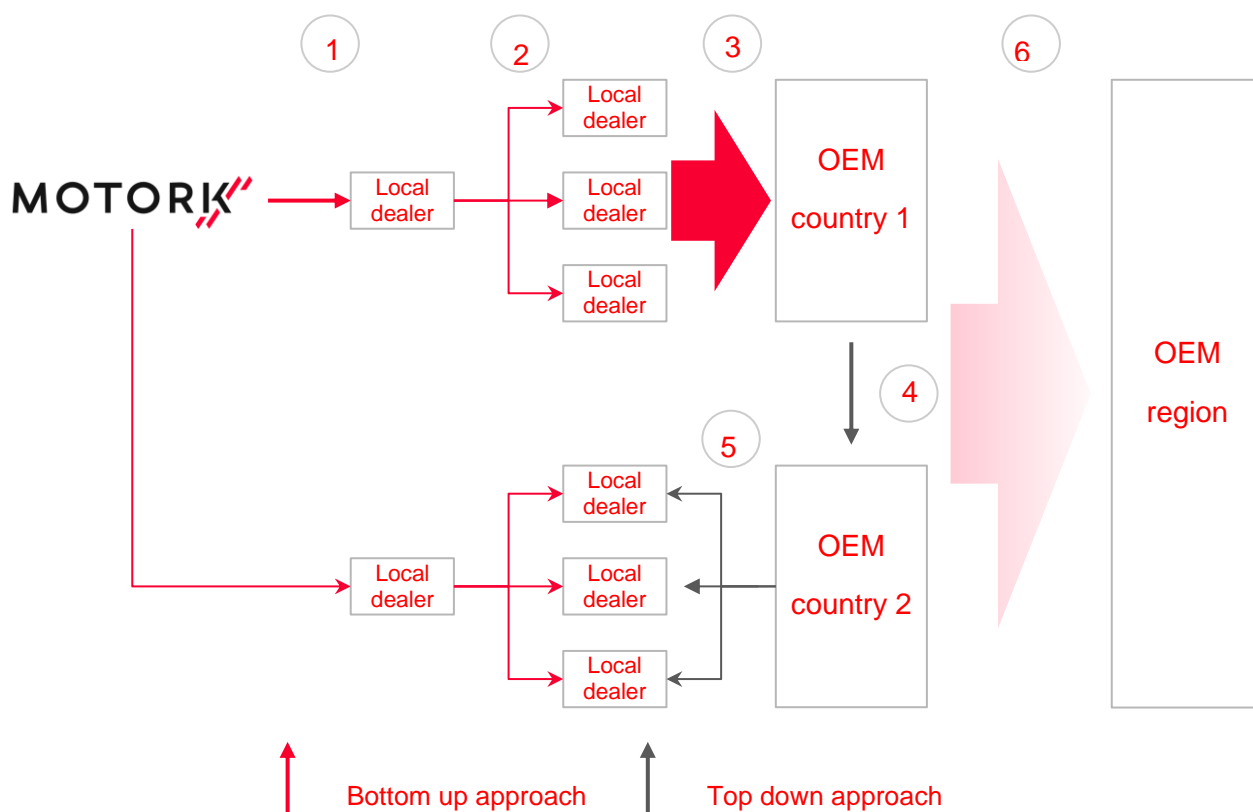 1
2
3
6
Local
dealer
Local
dealer
Local
dealer
Local
dealer
OEM
country 1
MOTORK
OEM
region
4
5
Local
dealer
Local
dealer
Local
dealer
Local
dealer
OEM
country 2
Bottom up approach
Top down approach